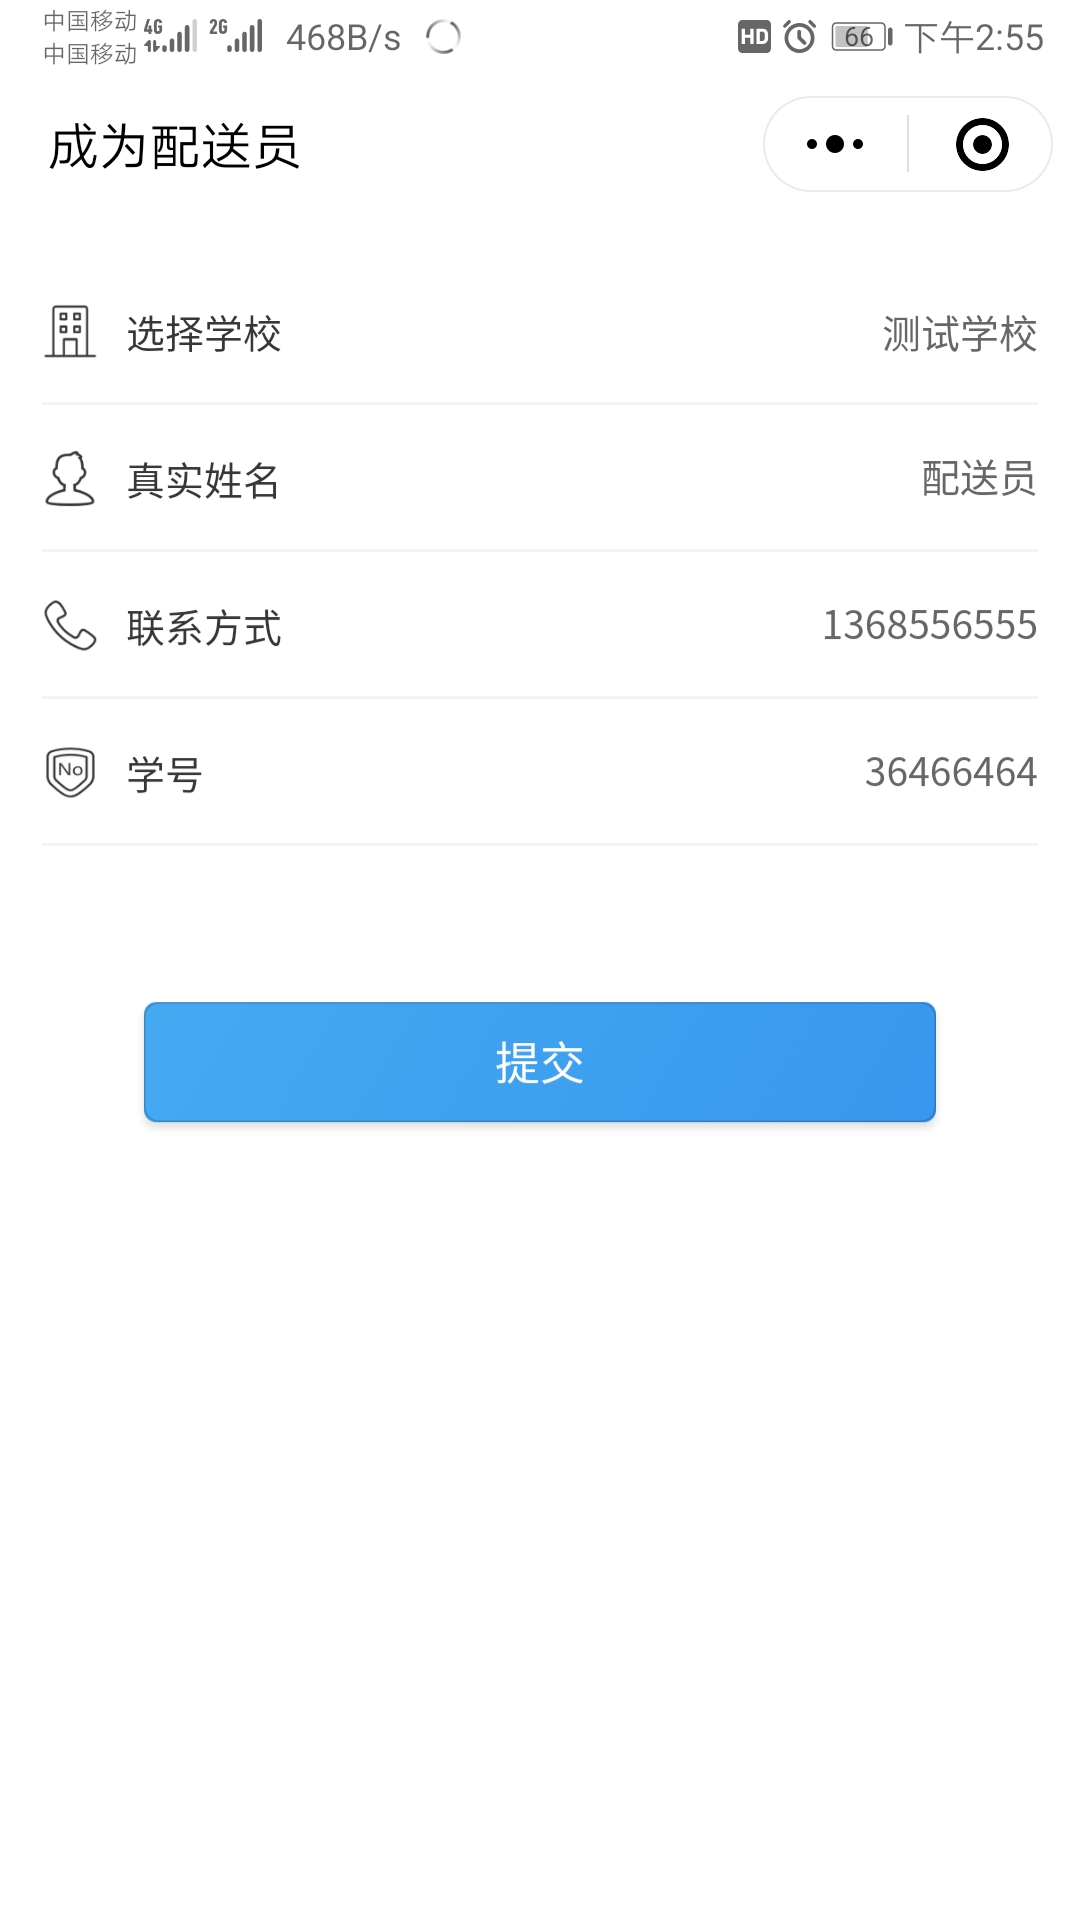 中国移动 4G 2G 468B/s HD 66 下午2:55
中国移动
成为配送员
选择学校 测试学校
真实姓名 配送员
联系方式 1368556555
No 学号 36466464
提交